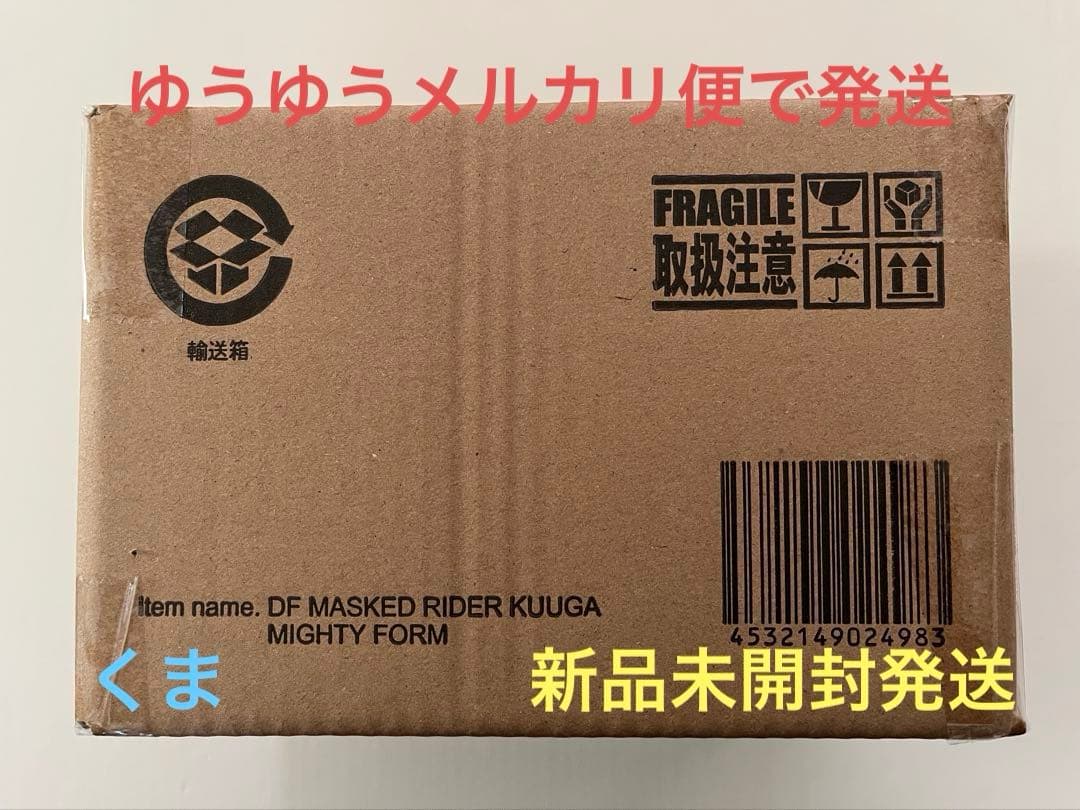 ゆうゆうメルカリ便で発送
FRAGILE
取扱注意
輸送箱
Item name. DF MASKED RIDER KUUGA
MIGHTY FORM
4532149024983
くま
新品未開封発送